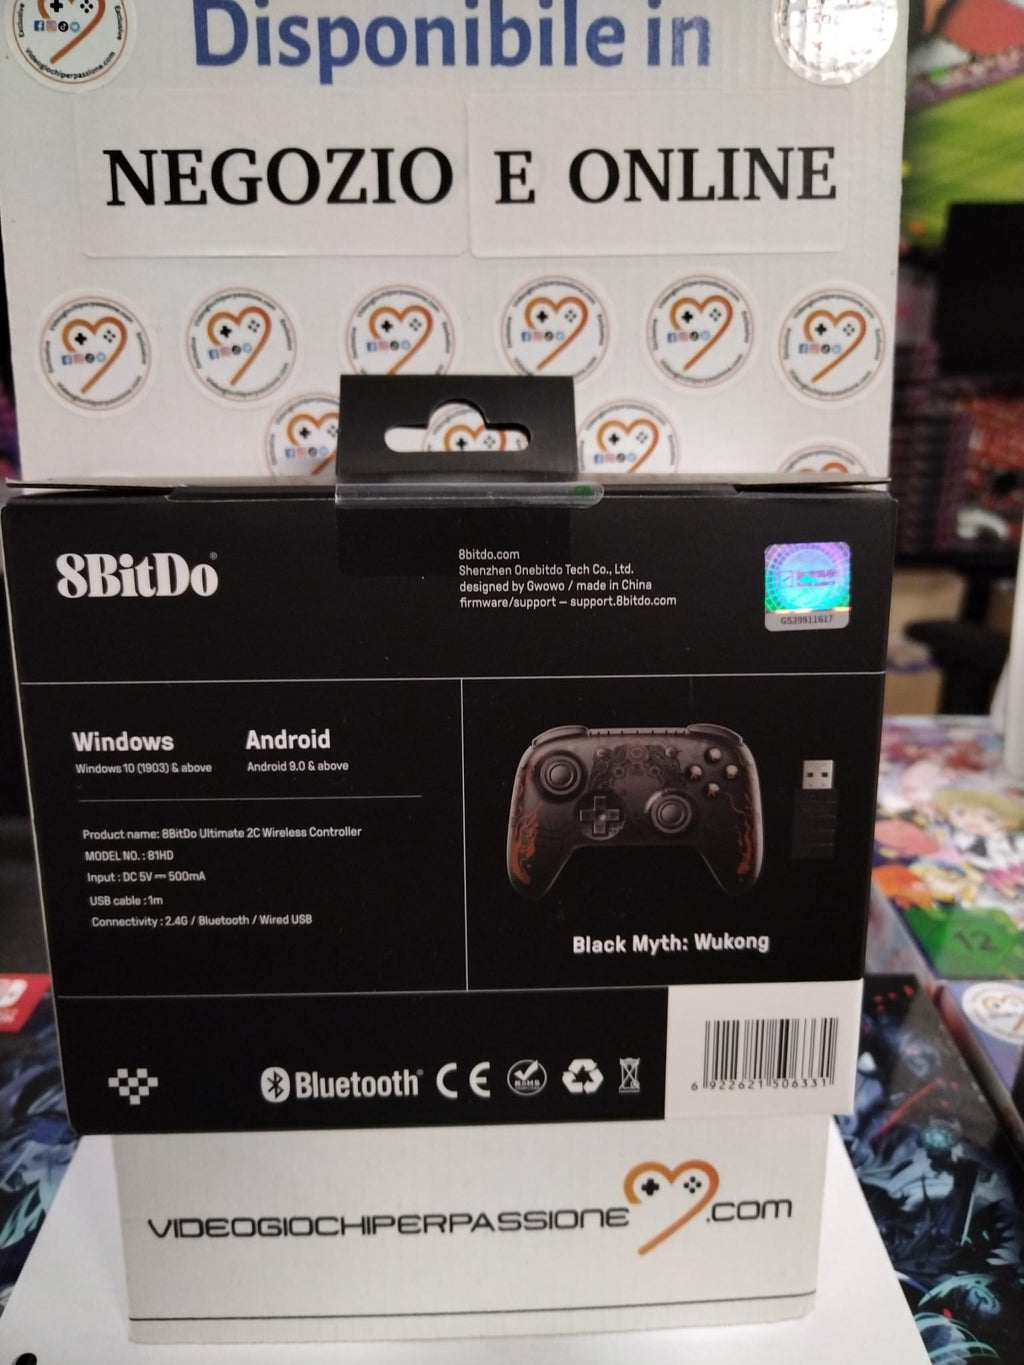 Disponibile in
NEGOZIO E ONLINE
8BitDo®
8bitdo.com
Shenzhen Onebitdo Tech Co., Ltd.
designed by Gwowo / made in China
firmware/support – support.8bitdo.com
GS39911617
Windows
Windows 10 (1903) & above
Android
Android 9.0 & above
Product name: 8BitDo Ultimate 2C Wireless Controller
MODEL NO. : 81HD
Input : DC 5V⎓500mA
USB cable : 1m
Connectivity : 2.4G / Bluetooth / Wired USB
Black Myth: Wukong
Bluetooth®
CE
RoHS
6 922621 506331
12
VIDEOGIOCHIPERPASSIONE.COM